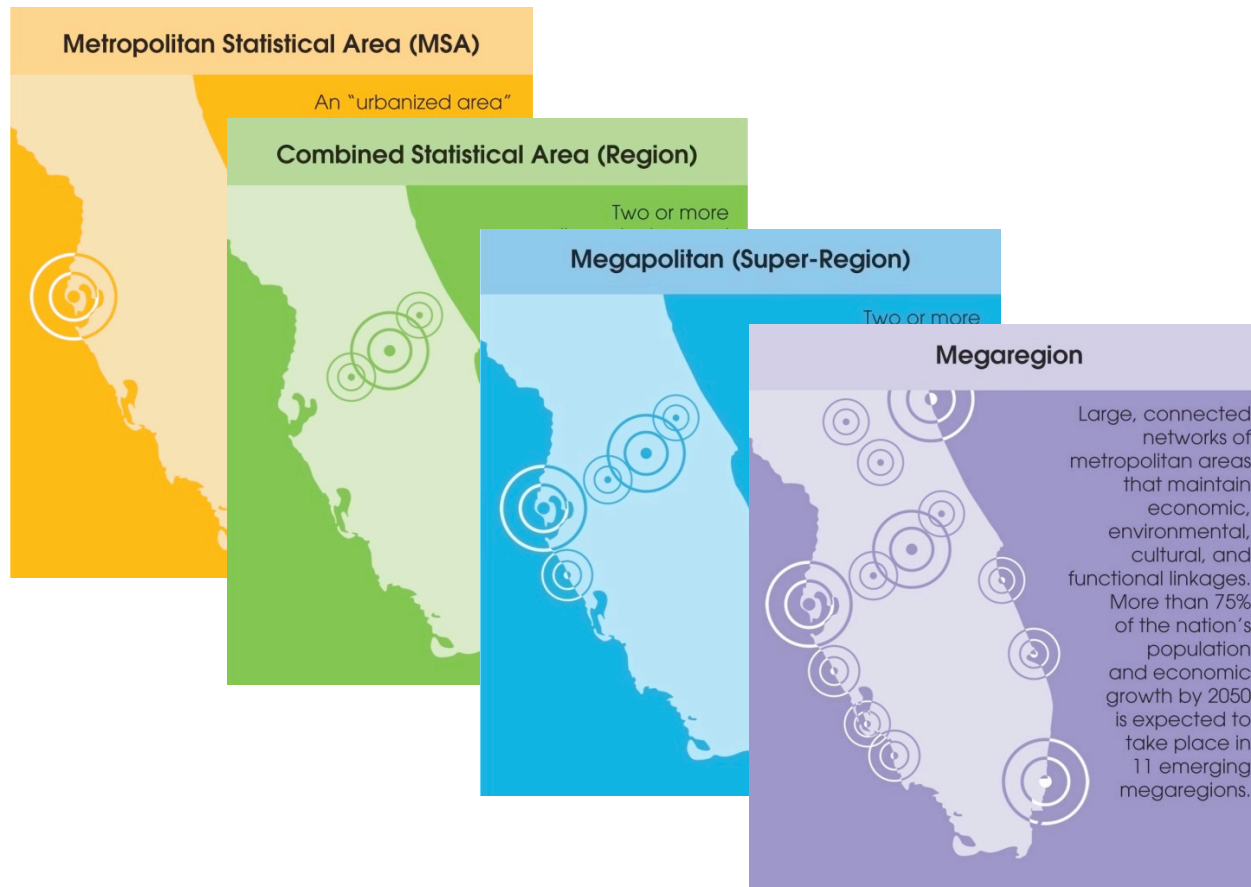 Metropolitan Statistical Area (MSA)
An “urbanized area”
Combined Statistical Area (Region)
Two or more
Megapolitan (Super-Region)
Two or more
Megaregion
Large, connected
networks of
metropolitan areas
that maintain
economic,
environmental,
cultural, and
functional linkages.
More than 75%
of the nation’s
population
and economic
growth by 2050
is expected to
take place in
11 emerging
megaregions.